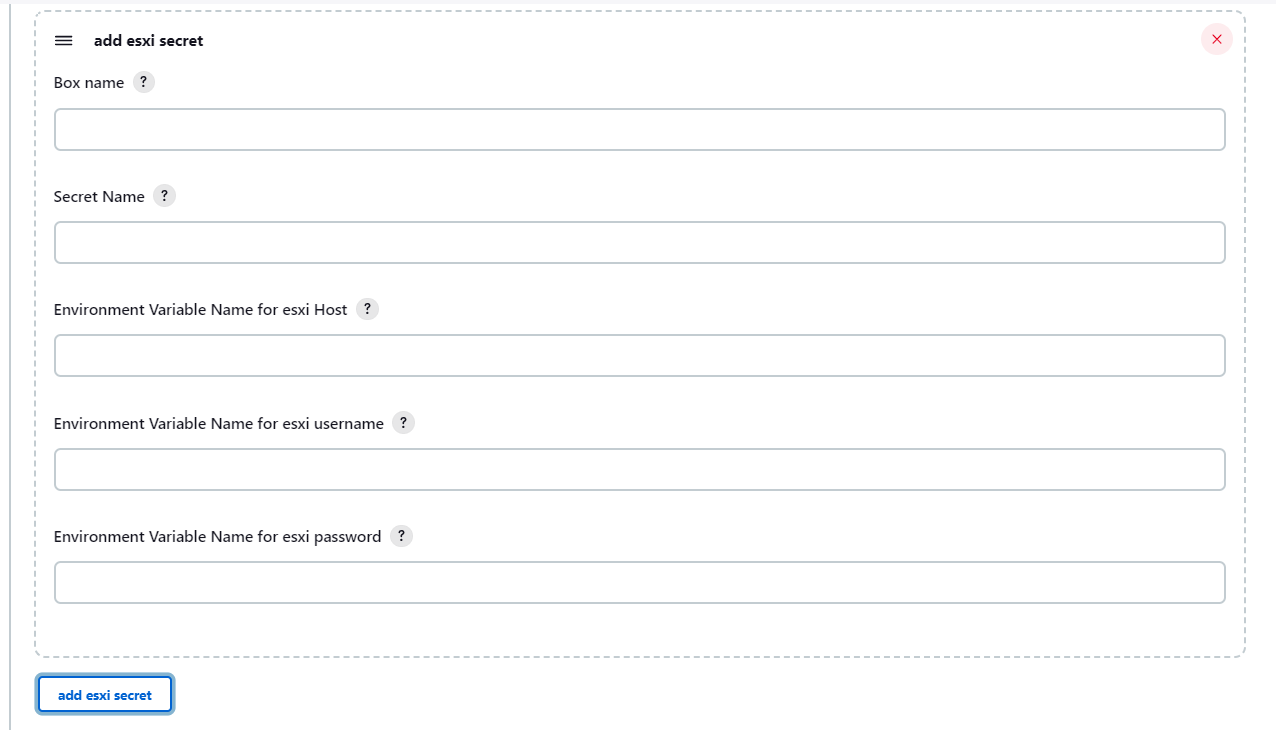 add esxi secret
Box name ?
Secret Name ?
Environment Variable Name for esxi Host ?
Environment Variable Name for esxi username ?
Environment Variable Name for esxi password ?
add esxi secret